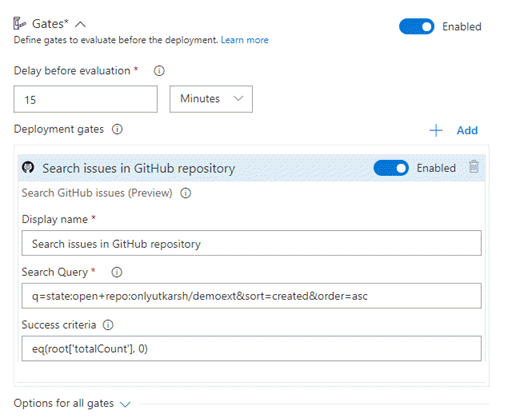 Gates*
Enabled
Define gates to evaluate before the deployment. Learn more
Delay before evaluation *
15
Minutes
Deployment gates
Add
Search issues in GitHub repository
Enabled
Search GitHub issues (Preview)
Display name *
Search issues in GitHub repository
Search Query *
q=state:open+repo:onlyutkarsh/demoext&sort=created&order=asc
Success criteria
eq(root['totalCount'], 0)
Options for all gates